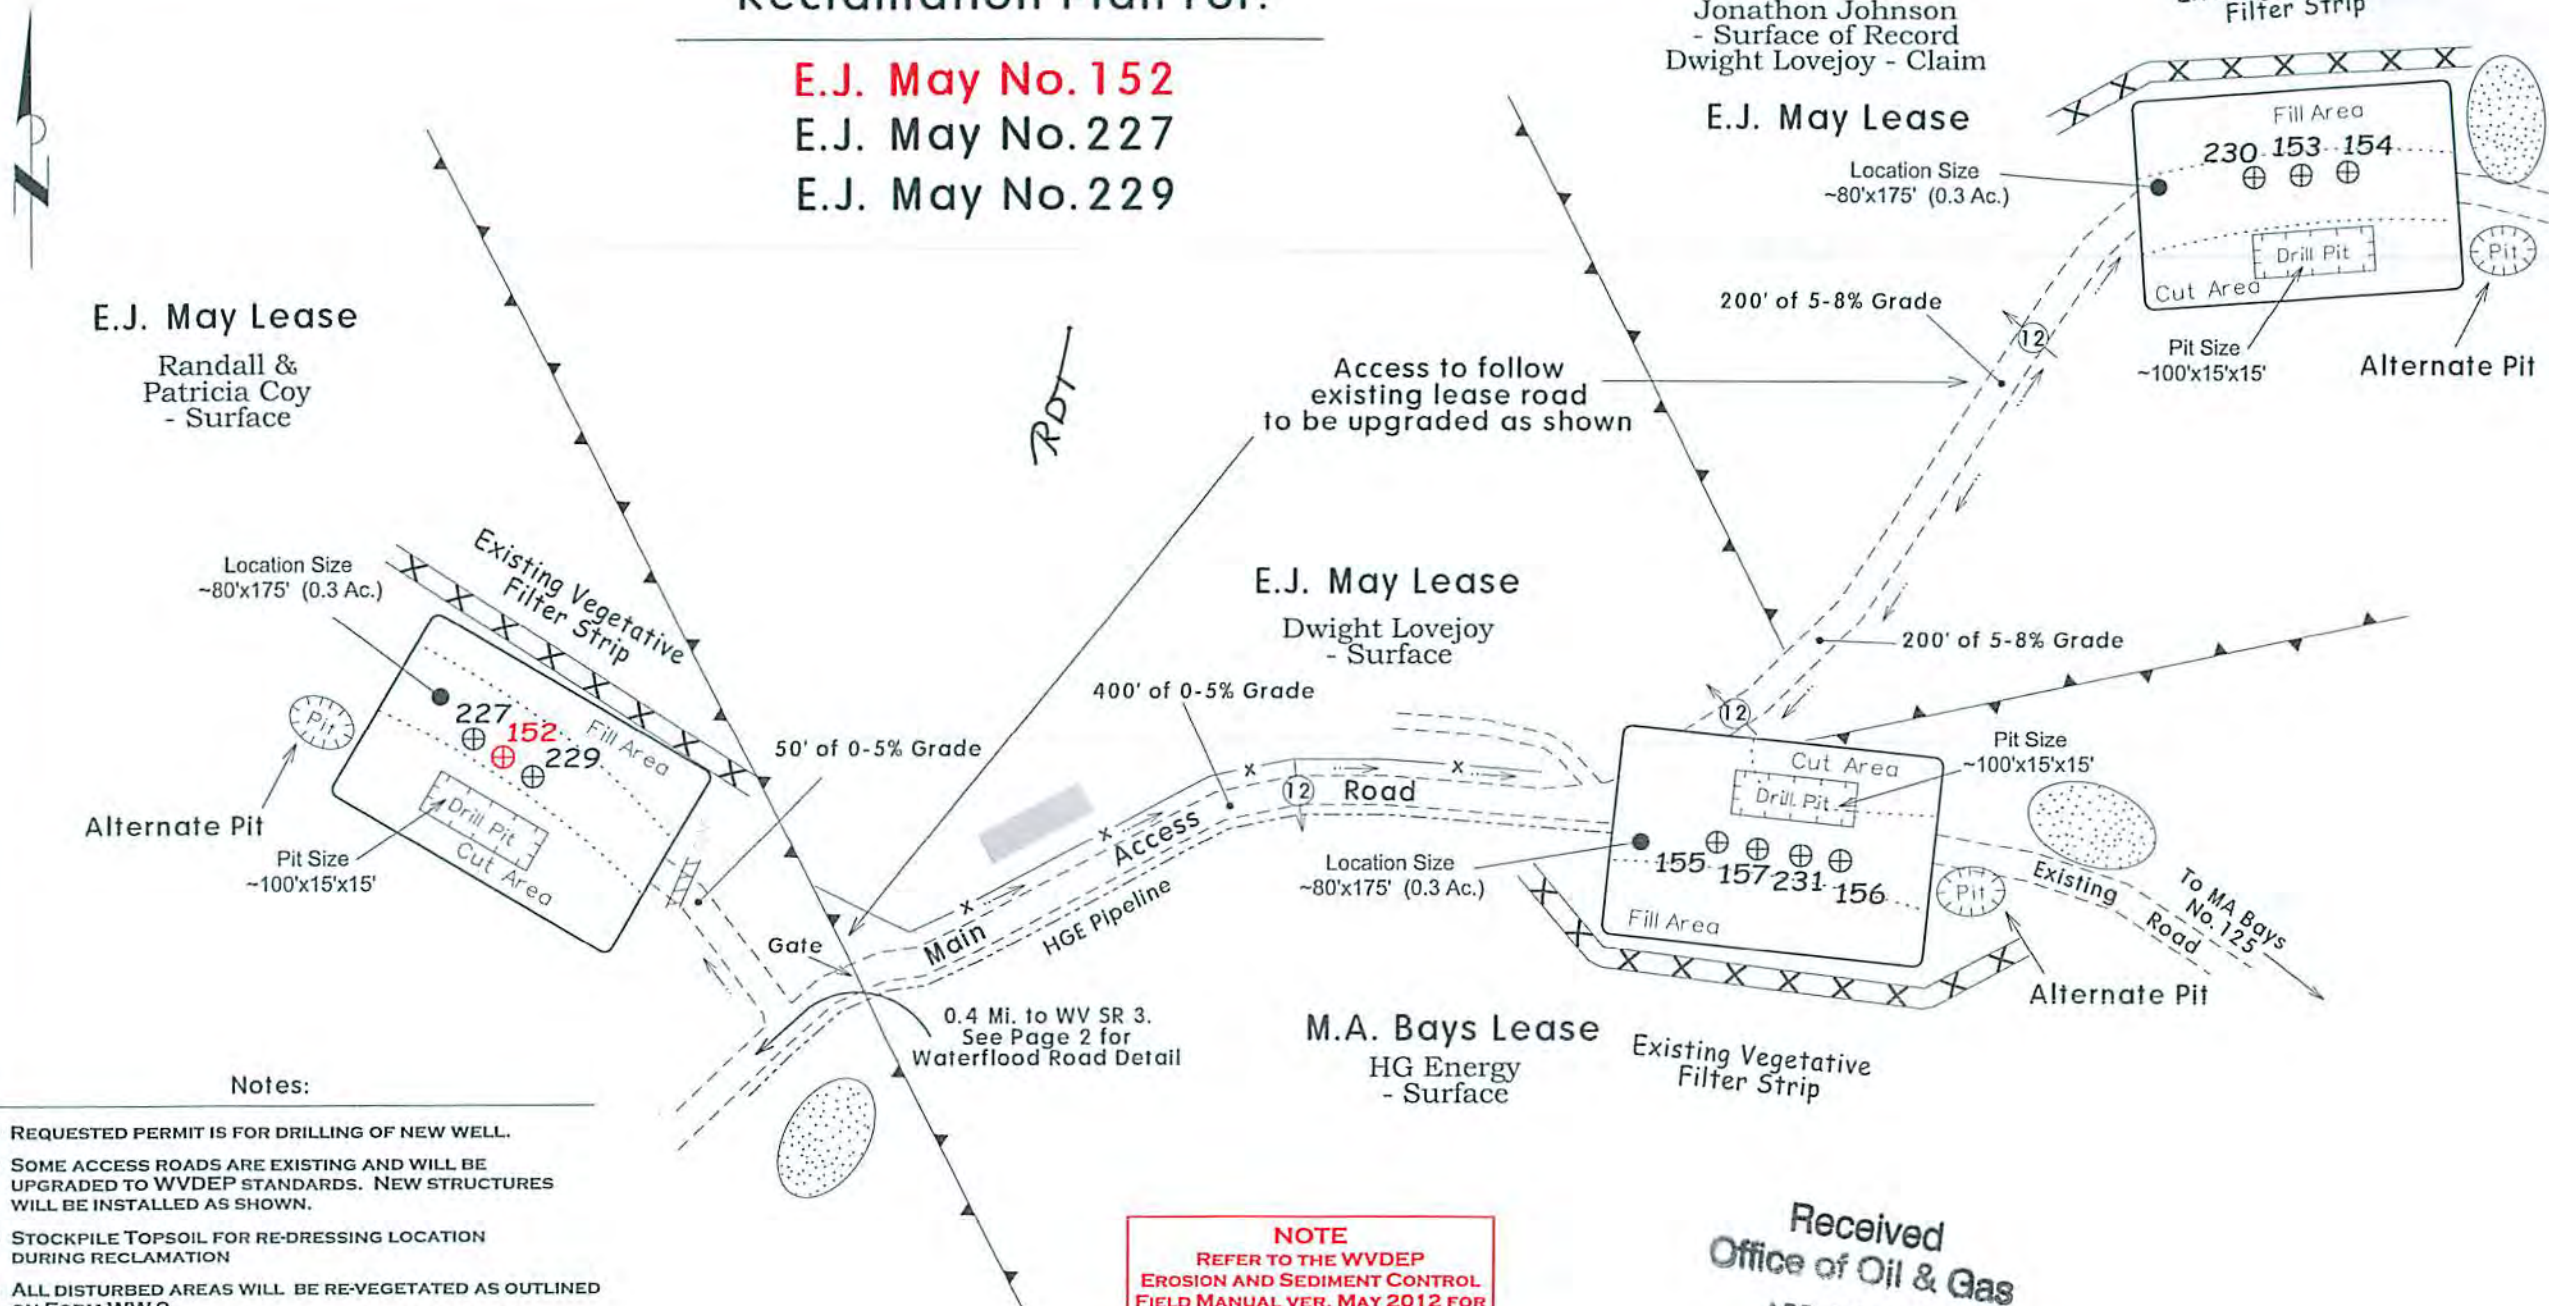 Reclamation Plan For:
E.J. May No. 152
E.J. May No. 227
E.J. May No. 229
N
Jonathon Johnson
- Surface of Record
Dwight Lovejoy - Claim
E.J. May Lease
Filter Strip
Location Size
~80'x175' (0.3 Ac.)
Fill Area
230 153 154
Drill Pit
Cut Area
Pit
Pit Size
~100'x15'x15'
Alternate Pit
200' of 5-8% Grade
12
E.J. May Lease
Randall &
Patricia Coy
- Surface
RDY
Access to follow
existing lease road
to be upgraded as shown
Existing Vegetative
Filter Strip
Location Size
~80'x175' (0.3 Ac.)
227
152
229
Fill Area
Drill Pit
Cut Area
Pit
Alternate Pit
Pit Size
~100'x15'x15'
50' of 0-5% Grade
E.J. May Lease
Dwight Lovejoy
- Surface
400' of 0-5% Grade
200' of 5-8% Grade
12
12
Main Access Road
HGE Pipeline
Gate
0.4 Mi. to WV SR 3.
See Page 2 for
Waterflood Road Detail
Pit Size
~100'x15'x15'
Cut Area
Drill Pit
Location Size
~80'x175' (0.3 Ac.)
155 157 231 156
Fill Area
Pit
Alternate Pit
Existing Road
To MA Bays
No. 125
M.A. Bays Lease
HG Energy
- Surface
Existing Vegetative
Filter Strip
Notes:
REQUESTED PERMIT IS FOR DRILLING OF NEW WELL.
SOME ACCESS ROADS ARE EXISTING AND WILL BE
UPGRADED TO WVDEP STANDARDS. NEW STRUCTURES
WILL BE INSTALLED AS SHOWN.
STOCKPILE TOPSOIL FOR RE-DRESSING LOCATION
DURING RECLAMATION
ALL DISTURBED AREAS WILL BE RE-VEGETATED AS OUTLINED
NOTE
REFER TO THE WVDEP
EROSION AND SEDIMENT CONTROL
FIELD MANUAL VER. MAY 2012 FOR
Received
Office of Oil & Gas